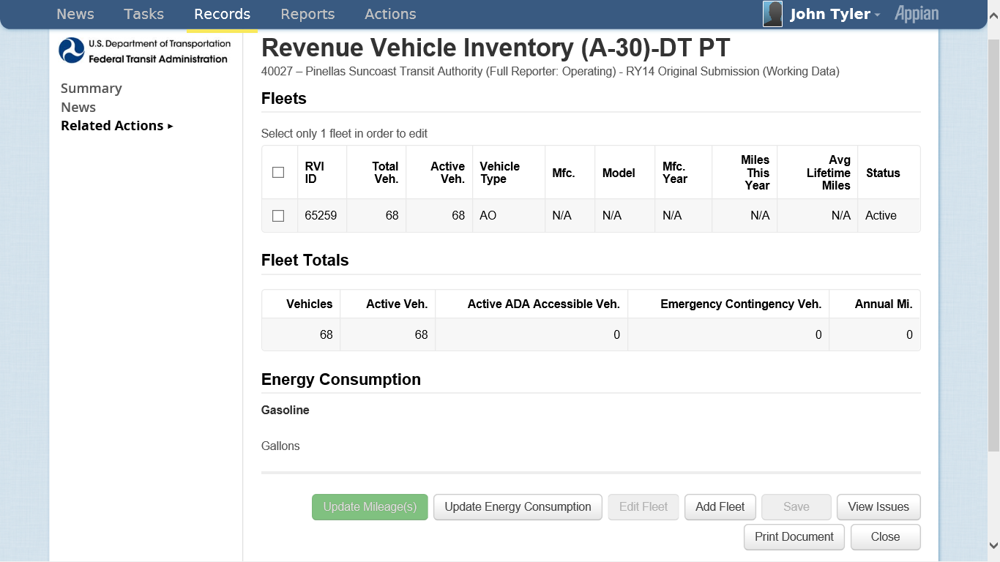 News Tasks Records Reports Actions John Tyler Appian
U.S. Department of Transportation
Federal Transit Administration
Summary
News
Related Actions ▸
Revenue Vehicle Inventory (A-30)-DT PT
40027 – Pinellas Suncoast Transit Authority (Full Reporter: Operating) - RY14 Original Submission (Working Data)
Fleets
Select only 1 fleet in order to edit
RVI ID Total Veh. Active Veh. Vehicle Type Mfc. Model Mfc. Year Miles This Year Avg Lifetime Miles Status
65259 68 68 AO N/A N/A N/A N/A N/A Active
Fleet Totals
Vehicles Active Veh. Active ADA Accessible Veh. Emergency Contingency Veh. Annual Mi.
68 68 0 0 0
Energy Consumption
Gasoline
Gallons
Update Mileage(s) Update Energy Consumption Edit Fleet Add Fleet Save View Issues
Print Document Close